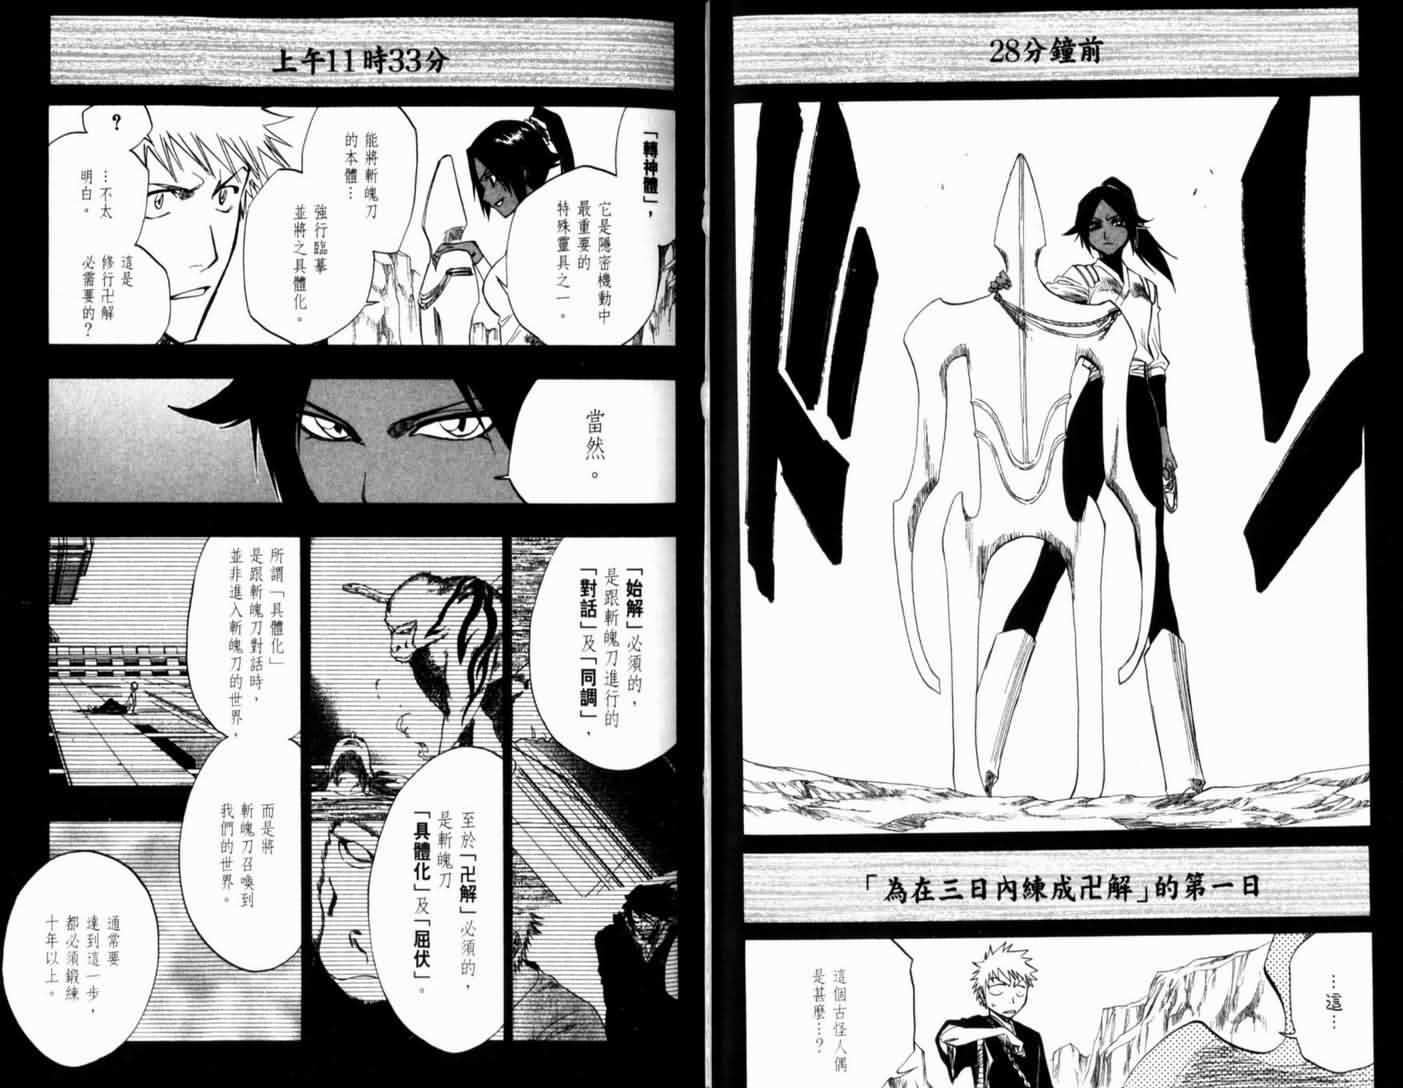 28分鐘前
「為在三日內練成卍解」的第一日
…這…
這個古怪人偶
是甚麼…?
上午11時33分
「轉神體」,
它是隱密機動中
最重要的
特殊靈具之一。
能將斬魄刀
的本體…
強行臨摹
並將之具體化。
?
…不太
明白。
這是
修行卍解
必需要的?
當然。
「始解」必須的,
是跟斬魄刀進行的
「對話」及「同調」,
至於「卍解」必須的,
是斬魄刀
「具體化」及「屈伏」。
所謂「具體化」
是跟斬魄刀對話時,
並非進入斬魄刀的世界,
而是將
斬魄刀召喚到
我們的世界。
通常要
達到這一步,
都必須鍛練
十年以上。